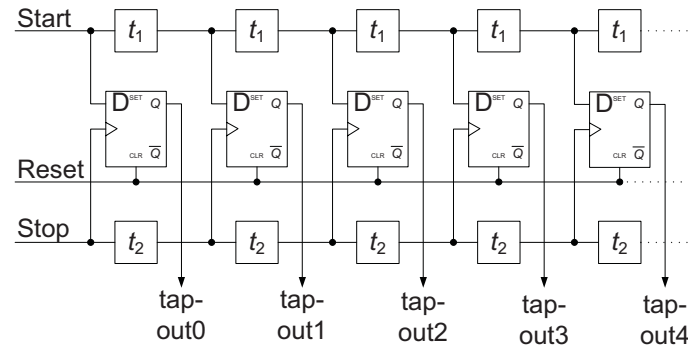 Start
t1 t1 t1 t1 t1
D SET Q D SET Q D SET Q D SET Q D SET Q
CLR Q CLR Q CLR Q CLR Q CLR Q
Reset
Stop
t2 t2 t2 t2 t2
tap- tap- tap- tap- tap-
out0 out1 out2 out3 out4